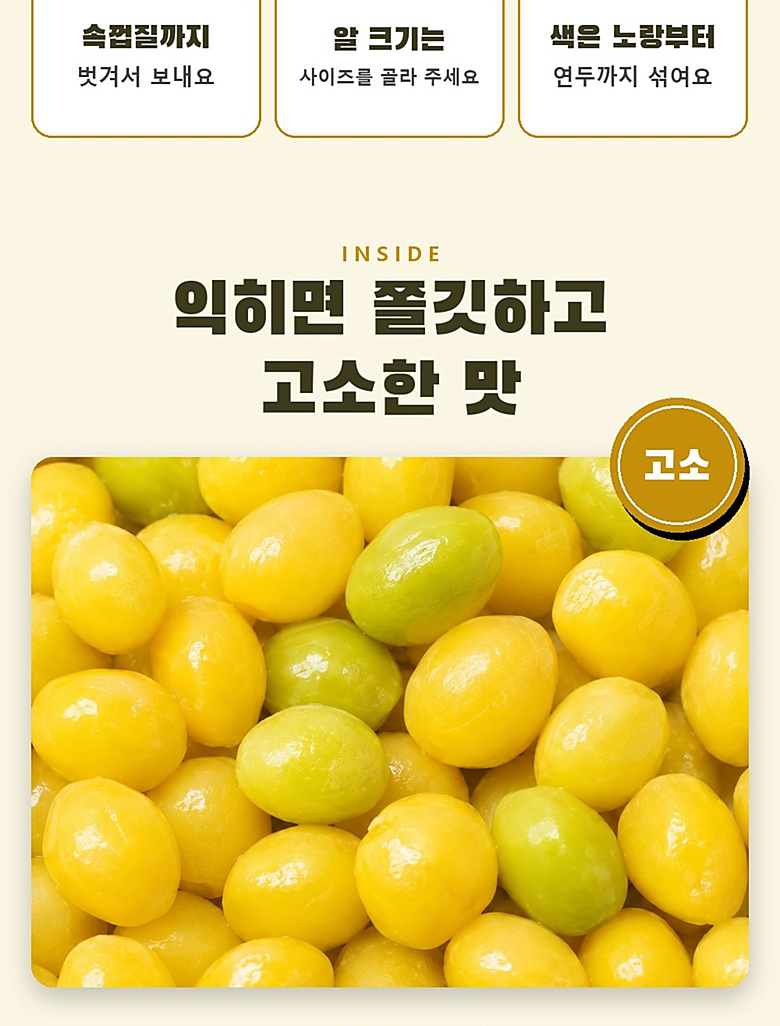 속껍질까지
벗겨서 보내요
알 크기는
사이즈를 골라 주세요
색은 노랑부터
연두까지 섞여요
INSIDE
익히면 쫄깃하고
고소한 맛
고소